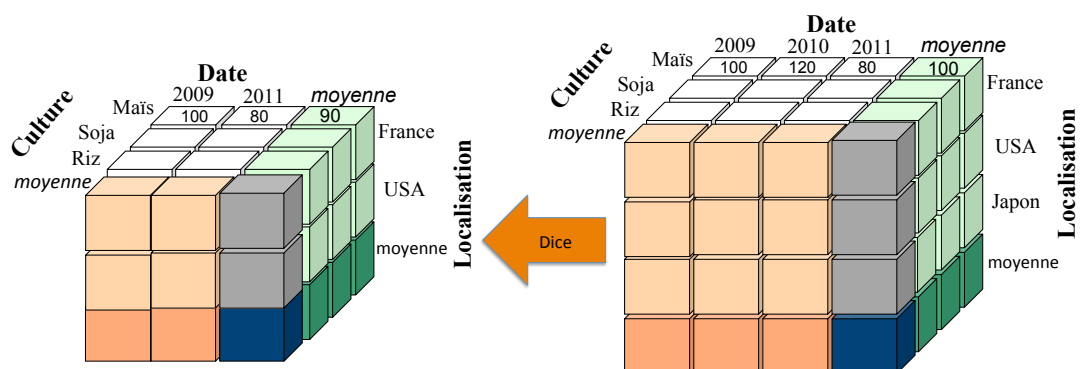 Date
Culture
Maïs 2009 2011 moyenne
100 80 90
Soja
Riz
moyenne
France
USA
moyenne
Localisation
Dice
Date
Culture
Maïs 2009 2010 2011 moyenne
100 120 80 100
Soja
Riz
moyenne
France
USA
Japon
moyenne
Localisation